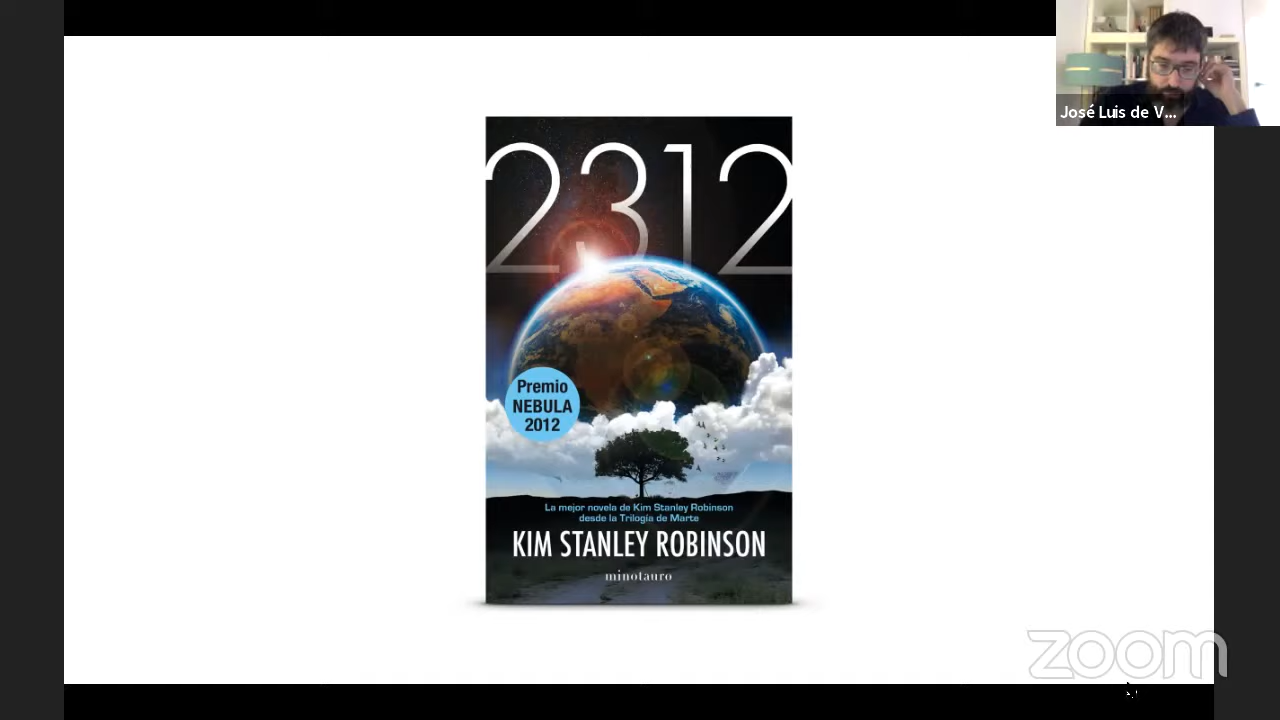 José Luis de V...
2312
Premio
NEBULA
2012
La mejor novela de Kim Stanley Robinson
desde la Trilogía de Marte
KIM STANLEY ROBINSON
minotauro
zoom